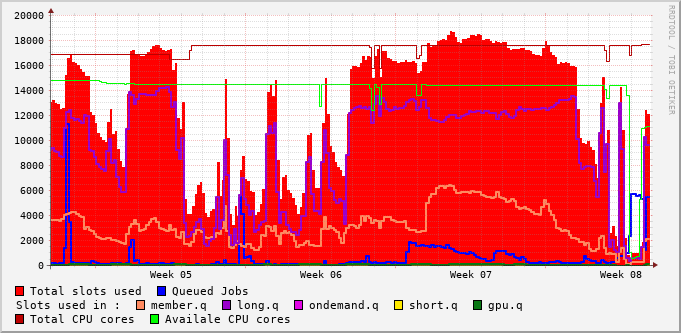 20000
18000
16000
14000
12000
10000
8000
6000
4000
2000
0
Week 05 Week 06 Week 07 Week 08
RRDTOOL / TOBI OETIKER
Total slots used Queued Jobs
Slots used in : member.q long.q ondemand.q short.q gpu.q
Total CPU cores Availale CPU cores